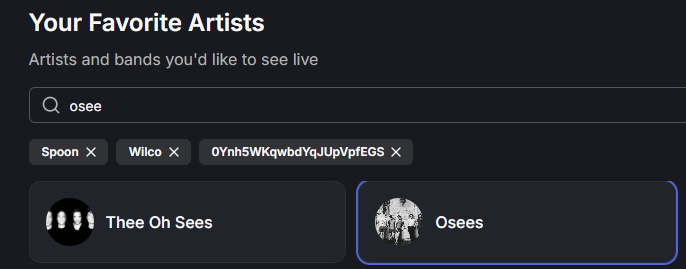 Your Favorite Artists
Artists and bands you'd like to see live
osee
Spoon × Wilco × 0Ynh5WKqwbdYqJUpVpfEGS ×
Thee Oh Sees Osees